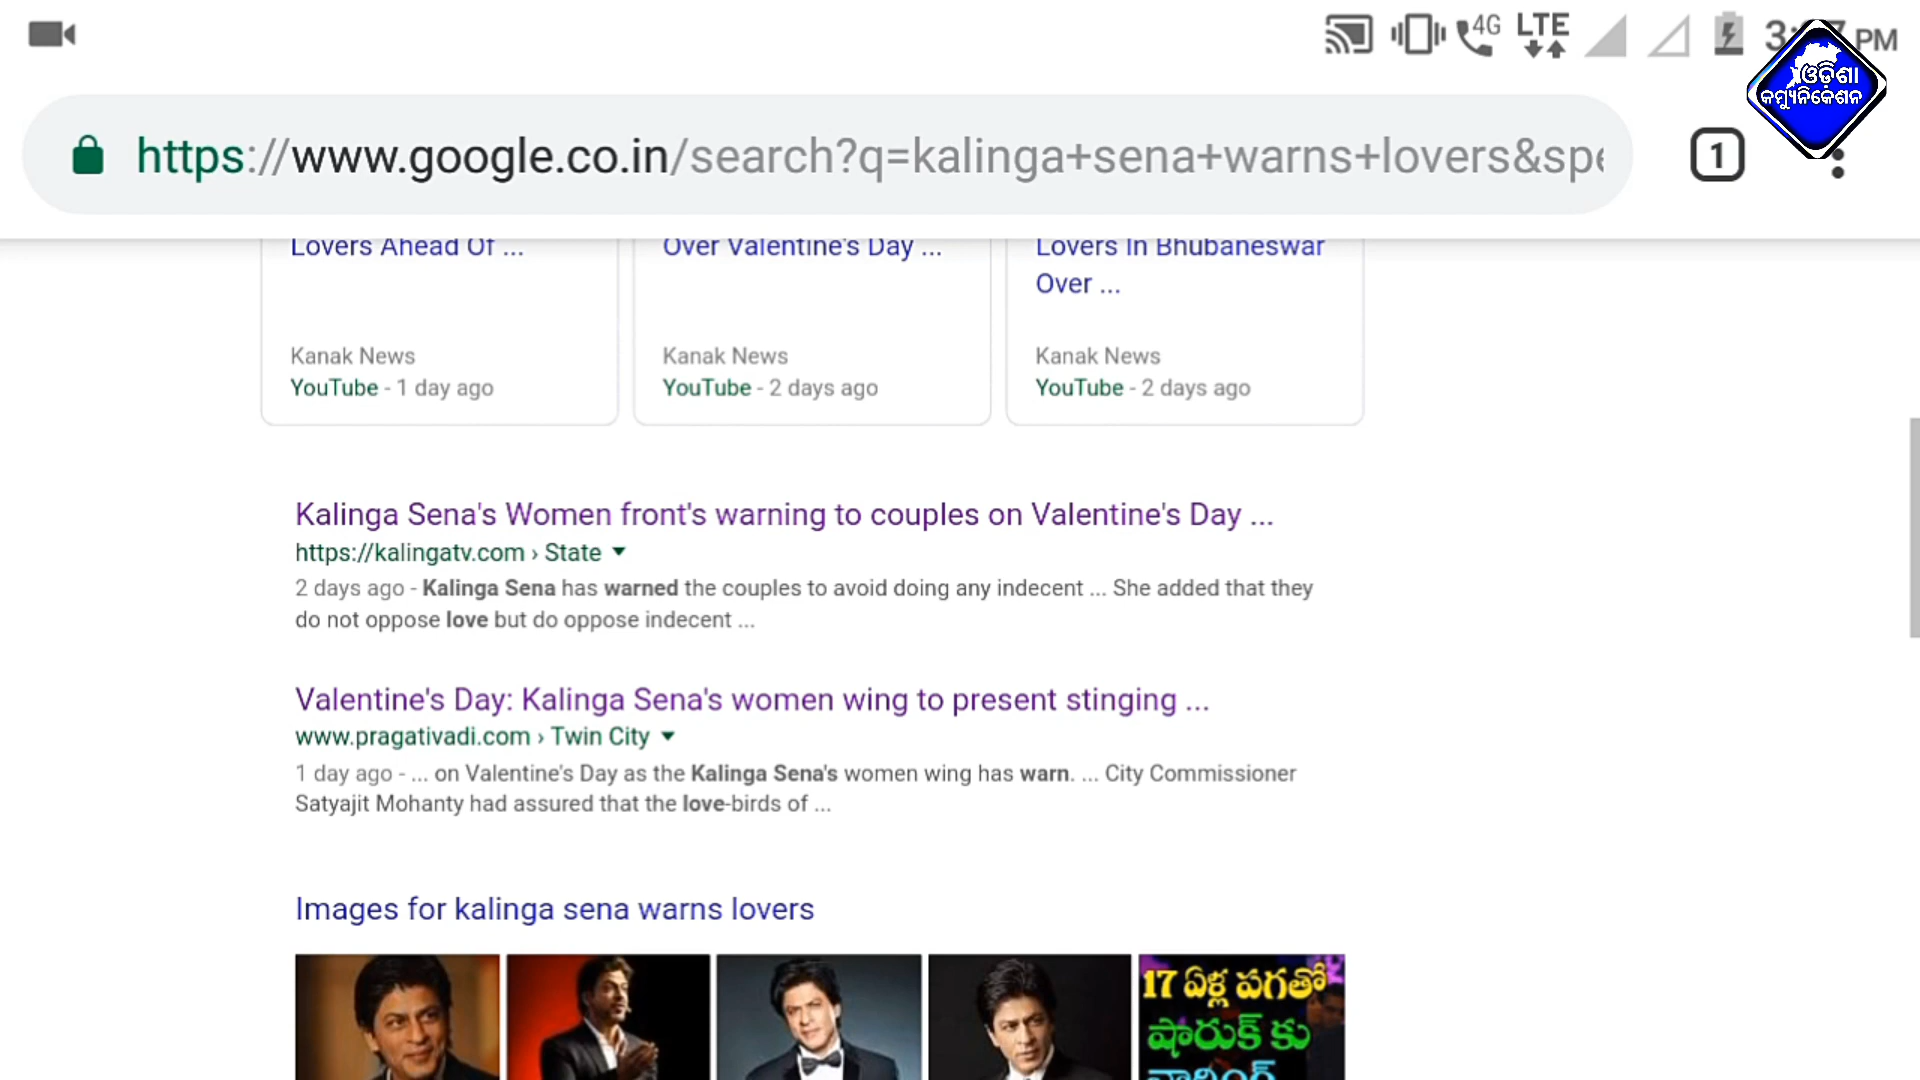 4G
LTE
PM
ଓଡ଼ିଶା
କମ୍ୟୁନିକେଶନ
https://www.google.co.in/search?q=kalinga+sena+warns+lovers&spe
1
Lovers Ahead Of ...
Over Valentine's Day ...
Lovers In Bhubaneswar
Over ...
Kanak News
YouTube - 1 day ago
Kanak News
YouTube - 2 days ago
Kanak News
YouTube - 2 days ago
Kalinga Sena's Women front's warning to couples on Valentine's Day ...
https://kalingatv.com › State
2 days ago - Kalinga Sena has warned the couples to avoid doing any indecent ... She added that they
do not oppose love but do oppose indecent ...
Valentine's Day: Kalinga Sena's women wing to present stinging ...
www.pragativadi.com › Twin City
1 day ago - ... on Valentine's Day as the Kalinga Sena's women wing has warn. ... City Commissioner
Satyajit Mohanty had assured that the love-birds of ...
Images for kalinga sena warns lovers
17 ఏళ్ల పగతో
షారుక్ కు